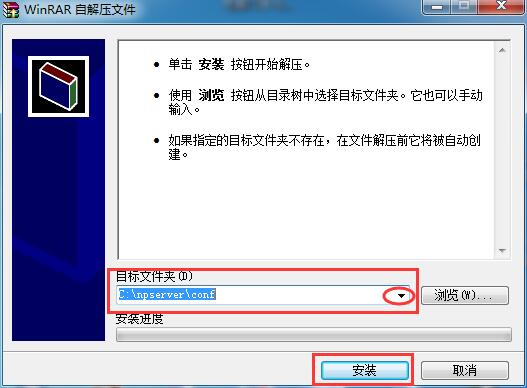 WinRAR 自解压文件
• 单击 安装 按钮开始解压。
• 使用 浏览 按钮从目录树中选择目标文件夹。它也可以手动
输入。
• 如果指定的目标文件夹不存在，在文件解压前它将被自动创
建。
目标文件夹(D)
C:\npserver\conf
浏览(W)...
安装进度
安装
取消